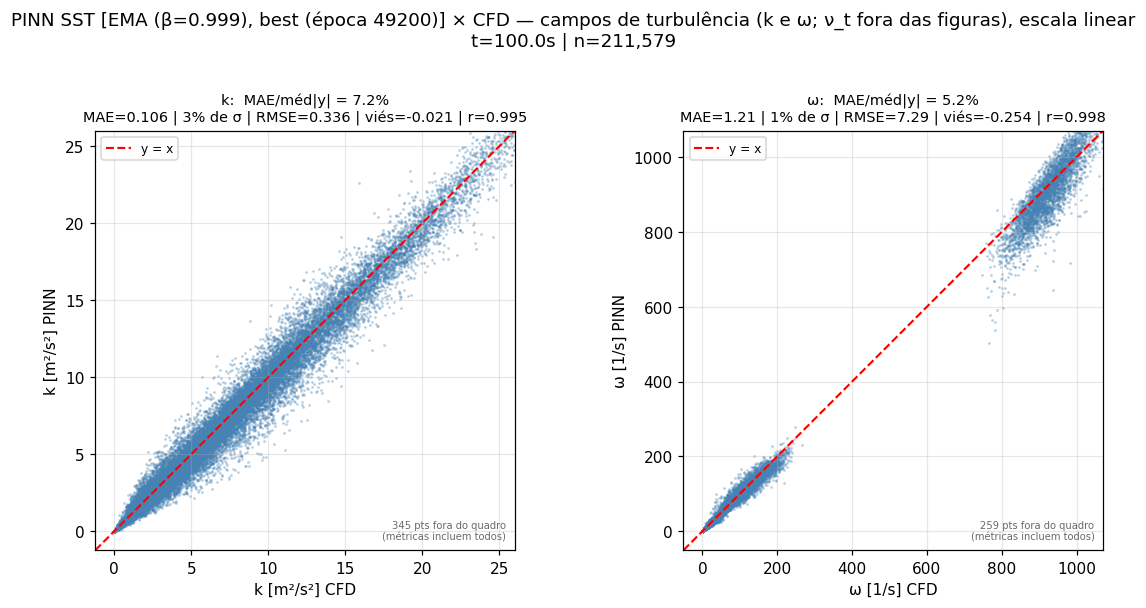 PINN SST [EMA (β=0.999), best (época 49200)] × CFD — campos de turbulência (k e ω; ν_t fora das figuras), escala linear
t=100.0s | n=211,579
k:  MAE/méd|y| = 7.2%
MAE=0.106 | 3% de σ | RMSE=0.336 | viés=-0.021 | r=0.995
y = x
25
20
15
10
5
0
k [m²/s²] PINN
345 pts fora do quadro
(métricas incluem todos)
0 5 10 15 20 25
k [m²/s²] CFD
ω:  MAE/méd|y| = 5.2%
MAE=1.21 | 1% de σ | RMSE=7.29 | viés=-0.254 | r=0.998
y = x
1000
800
600
400
200
0
ω [1/s] PINN
259 pts fora do quadro
(métricas incluem todos)
0 200 400 600 800 1000
ω [1/s] CFD